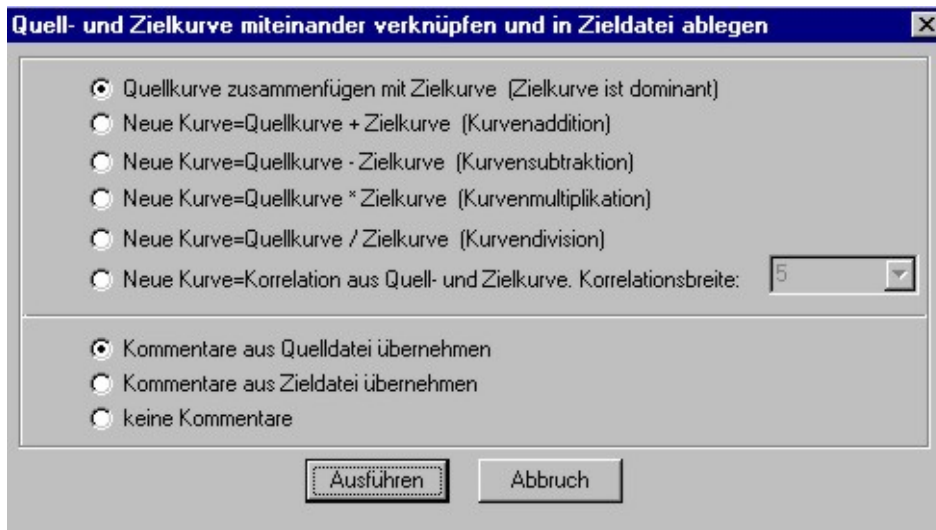 Quell- und Zielkurve miteinander verknüpfen und in Zieldatei ablegen
Quellkurve zusammenfügen mit Zielkurve (Zielkurve ist dominant)
Neue Kurve=Quellkurve + Zielkurve (Kurvenaddition)
Neue Kurve=Quellkurve - Zielkurve (Kurvensubtraktion)
Neue Kurve=Quellkurve * Zielkurve (Kurvenmultiplikation)
Neue Kurve=Quellkurve / Zielkurve (Kurvendivision)
Neue Kurve=Korrelation aus Quell- und Zielkurve. Korrelationsbreite: 5
Kommentare aus Quelldatei übernehmen
Kommentare aus Zieldatei übernehmen
keine Kommentare
Ausführen Abbruch